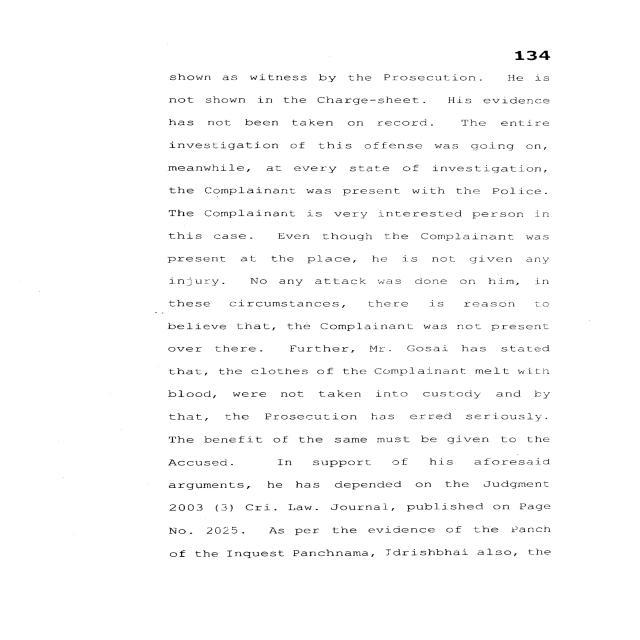 134
shown as witness by the Prosecution. He is
not shown in the Charge-sheet. His evidence
has not been taken on record. The entire
investigation of this offense was going on,
meanwhile, at every state of investigation,
the Complainant was present with the Police.
The Complainant is very interested person in
this case. Even though the Complainant was
present at the place, he is not given any
injury. No any attack was done on him, in
these circumstances, there is reason to
believe that, the Complainant was not present
over there. Further, Mr. Gosai has stated
that, the clothes of the Complainant melt with
blood, were not taken into custody and by
that, the Prosecution has erred seriously.
The benefit of the same must be given to the
Accused. In support of his aforesaid
arguments, he has depended on the Judgment
2003 (3) Cri. Law. Journal, published on Page
No. 2025. As per the evidence of the Panch
of the Inquest Panchnama, Idrishbhai also, the